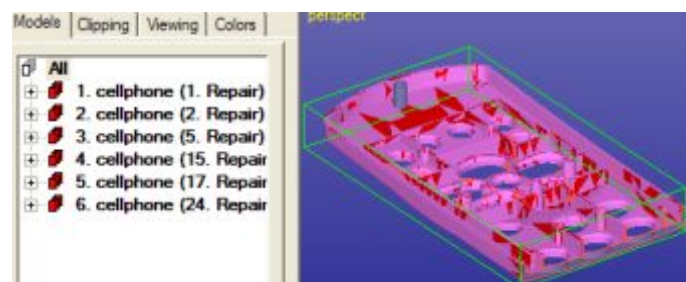 Models Clipping Viewing Colors
perspect
All
1. cellphone (1. Repair)
2. cellphone (2. Repair)
3. cellphone (5. Repair)
4. cellphone (15. Repair
5. cellphone (17. Repair
6. cellphone (24. Repair